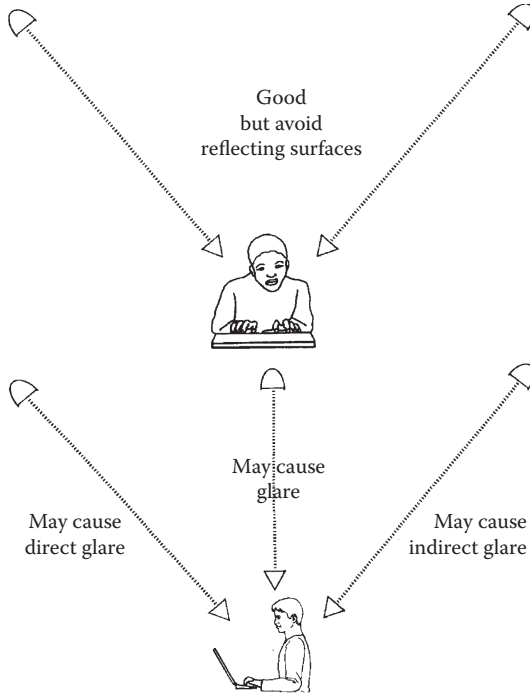 Good
but avoid
reflecting surfaces
May cause
glare
May cause
direct glare
May cause
indirect glare